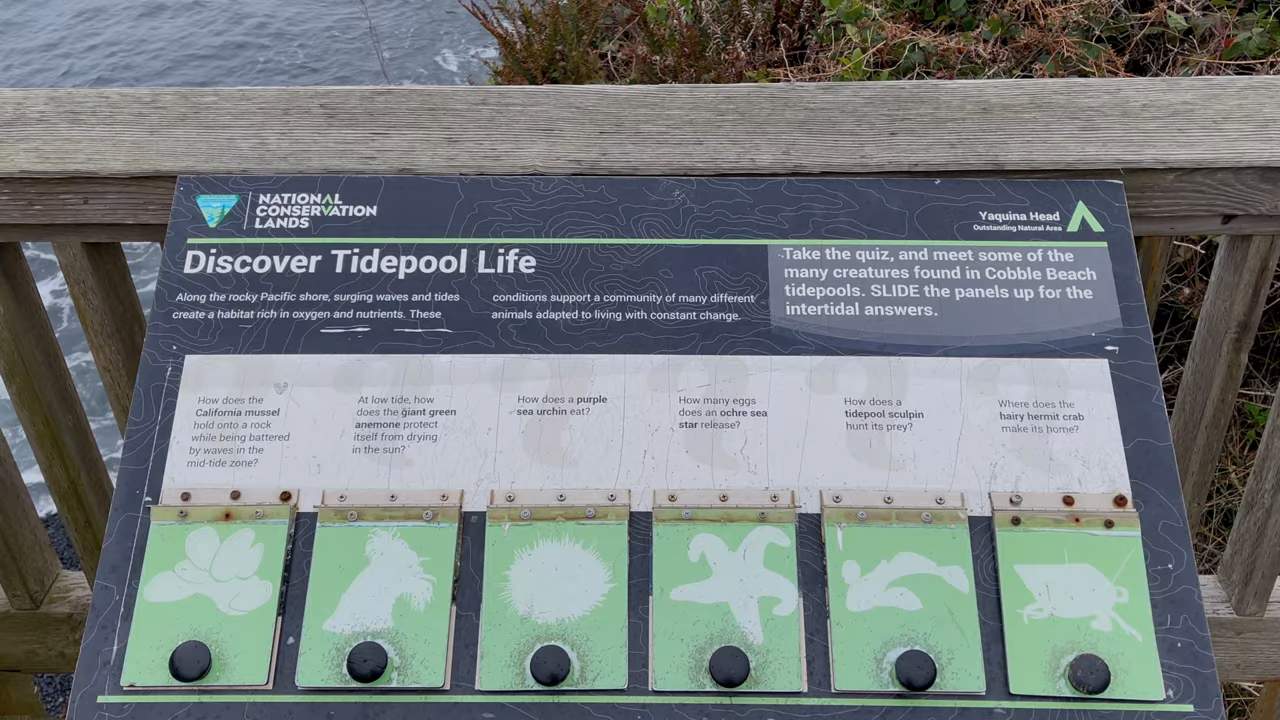 NATIONAL
CONSERVATION
LANDS
Yaquina Head
Outstanding Natural Area
Discover Tidepool Life
Along the rocky Pacific shore, surging waves and tides
create a habitat rich in oxygen and nutrients. These
conditions support a community of many different
animals adapted to living with constant change.
Take the quiz, and meet some of the
many creatures found in Cobble Beach
tidepools. SLIDE the panels up for the
intertidal answers.
How does the
California mussel
hold onto a rock
while being battered
by waves in the
mid-tide zone?
At low tide, how
does the giant green
anemone protect
itself from drying
in the sun?
How does a purple
sea urchin eat?
How many eggs
does an ochre sea
star release?
How does a
tidepool sculpin
hunt its prey?
Where does the
hairy hermit crab
make its home?